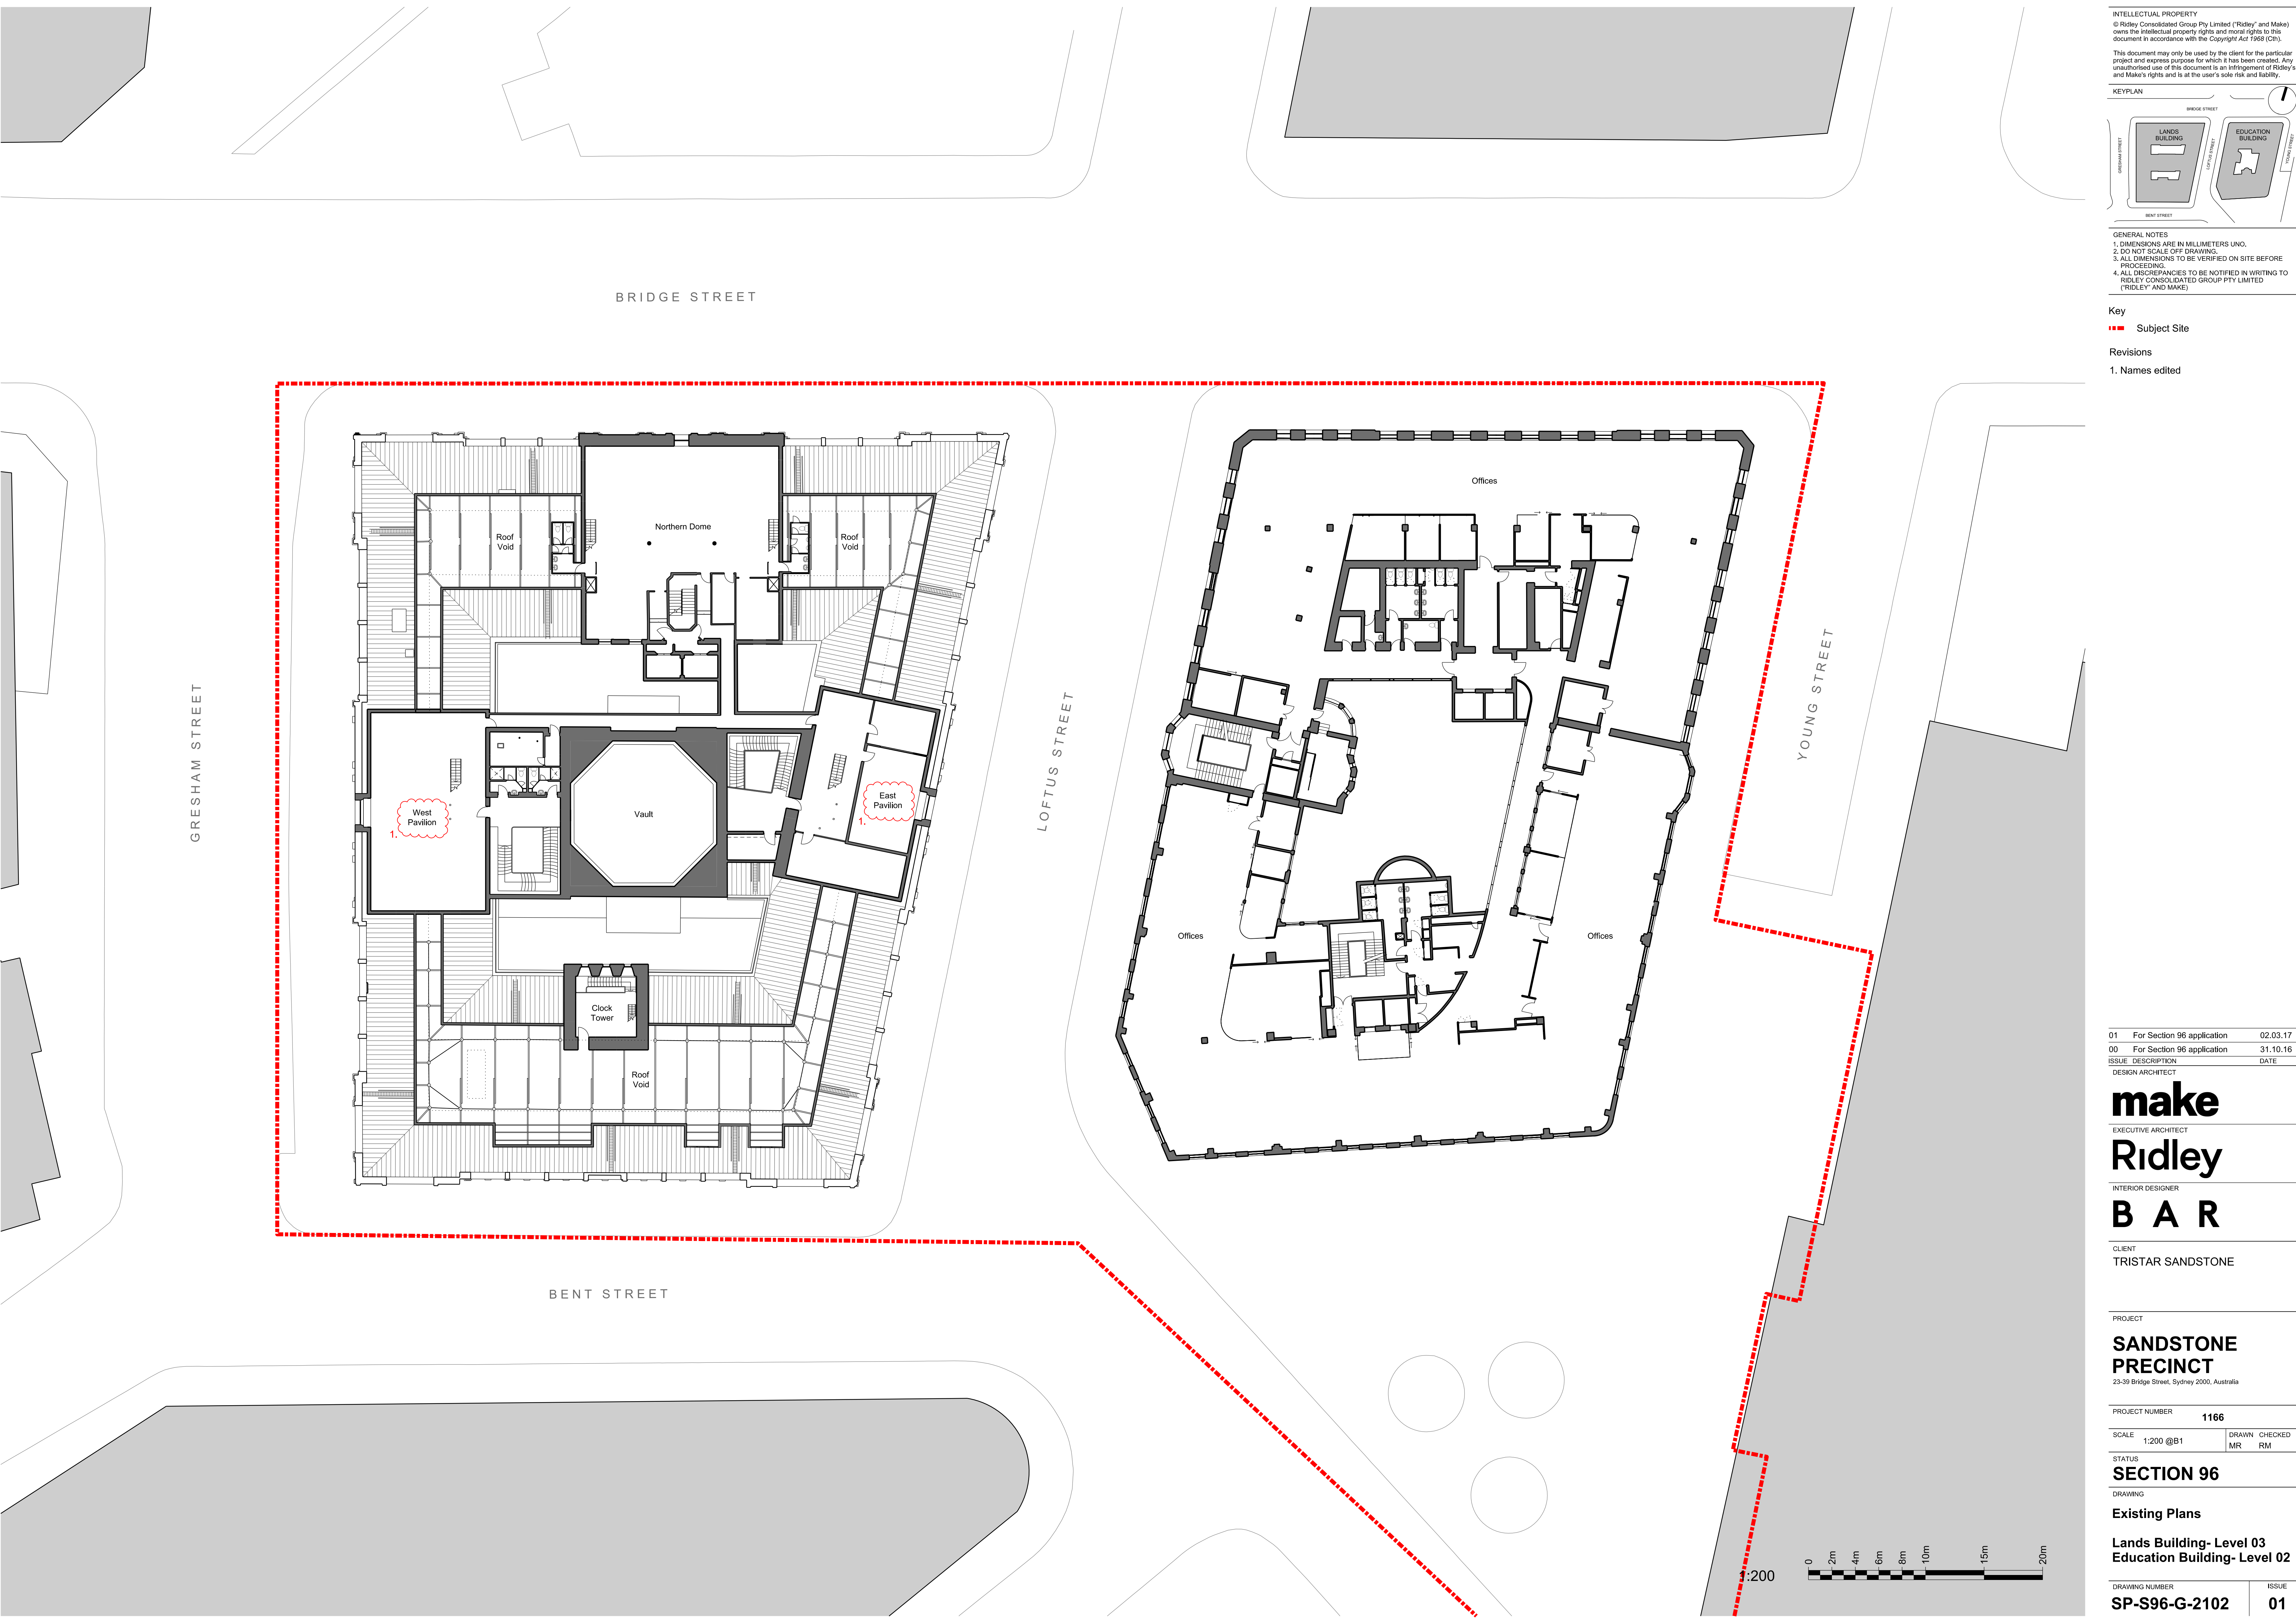 BRIDGE STREET
GRESHAM STREET
LOFTUS STREET
YOUNG STREET
BENT STREET
Northern Dome
Roof
Void
Roof
Void
West
Pavilion
1.
Vault
East
Pavilion
1.
Clock
Tower
Roof
Void
Offices
Offices
Offices
1:200
0
2m
4m
6m
8m
10m
15m
20m
INTELLECTUAL PROPERTY
© Ridley Consolidated Group Pty Limited ("Ridley" and Make)
owns the intellectual property rights and moral rights to this
document in accordance with the Copyright Act 1968 (Cth).
This document may only be used by the client for the particular
project and express purpose for which it has been created. Any
unauthorised use of this document is an infringement of Ridley's
and Make's rights and is at the user's sole risk and liability.
KEYPLAN
BRIDGE STREET
LANDS
BUILDING
EDUCATION
BUILDING
GRESHAM STREET
LOFTUS STREET
YOUNG STREET
BENT STREET
GENERAL NOTES
1. DIMENSIONS ARE IN MILLIMETERS UNO.
2. DO NOT SCALE OFF DRAWING.
3. ALL DIMENSIONS TO BE VERIFIED ON SITE BEFORE
PROCEEDING.
4. ALL DISCREPANCIES TO BE NOTIFIED IN WRITING TO
RIDLEY CONSOLIDATED GROUP PTY LIMITED
("RIDLEY" AND MAKE)
Key
Subject Site
Revisions
1. Names edited
01 For Section 96 application 02.03.17
00 For Section 96 application 31.10.16
ISSUE DESCRIPTION DATE
DESIGN ARCHITECT
make
EXECUTIVE ARCHITECT
Ridley
INTERIOR DESIGNER
BAR
CLIENT
TRISTAR SANDSTONE
PROJECT
SANDSTONE
PRECINCT
23-39 Bridge Street, Sydney 2000, Australia
PROJECT NUMBER 1166
SCALE 1:200 @B1
DRAWN CHECKED
MR RM
STATUS
SECTION 96
DRAWING
Existing Plans
Lands Building- Level 03
Education Building- Level 02
DRAWING NUMBER ISSUE
SP-S96-G-2102 01